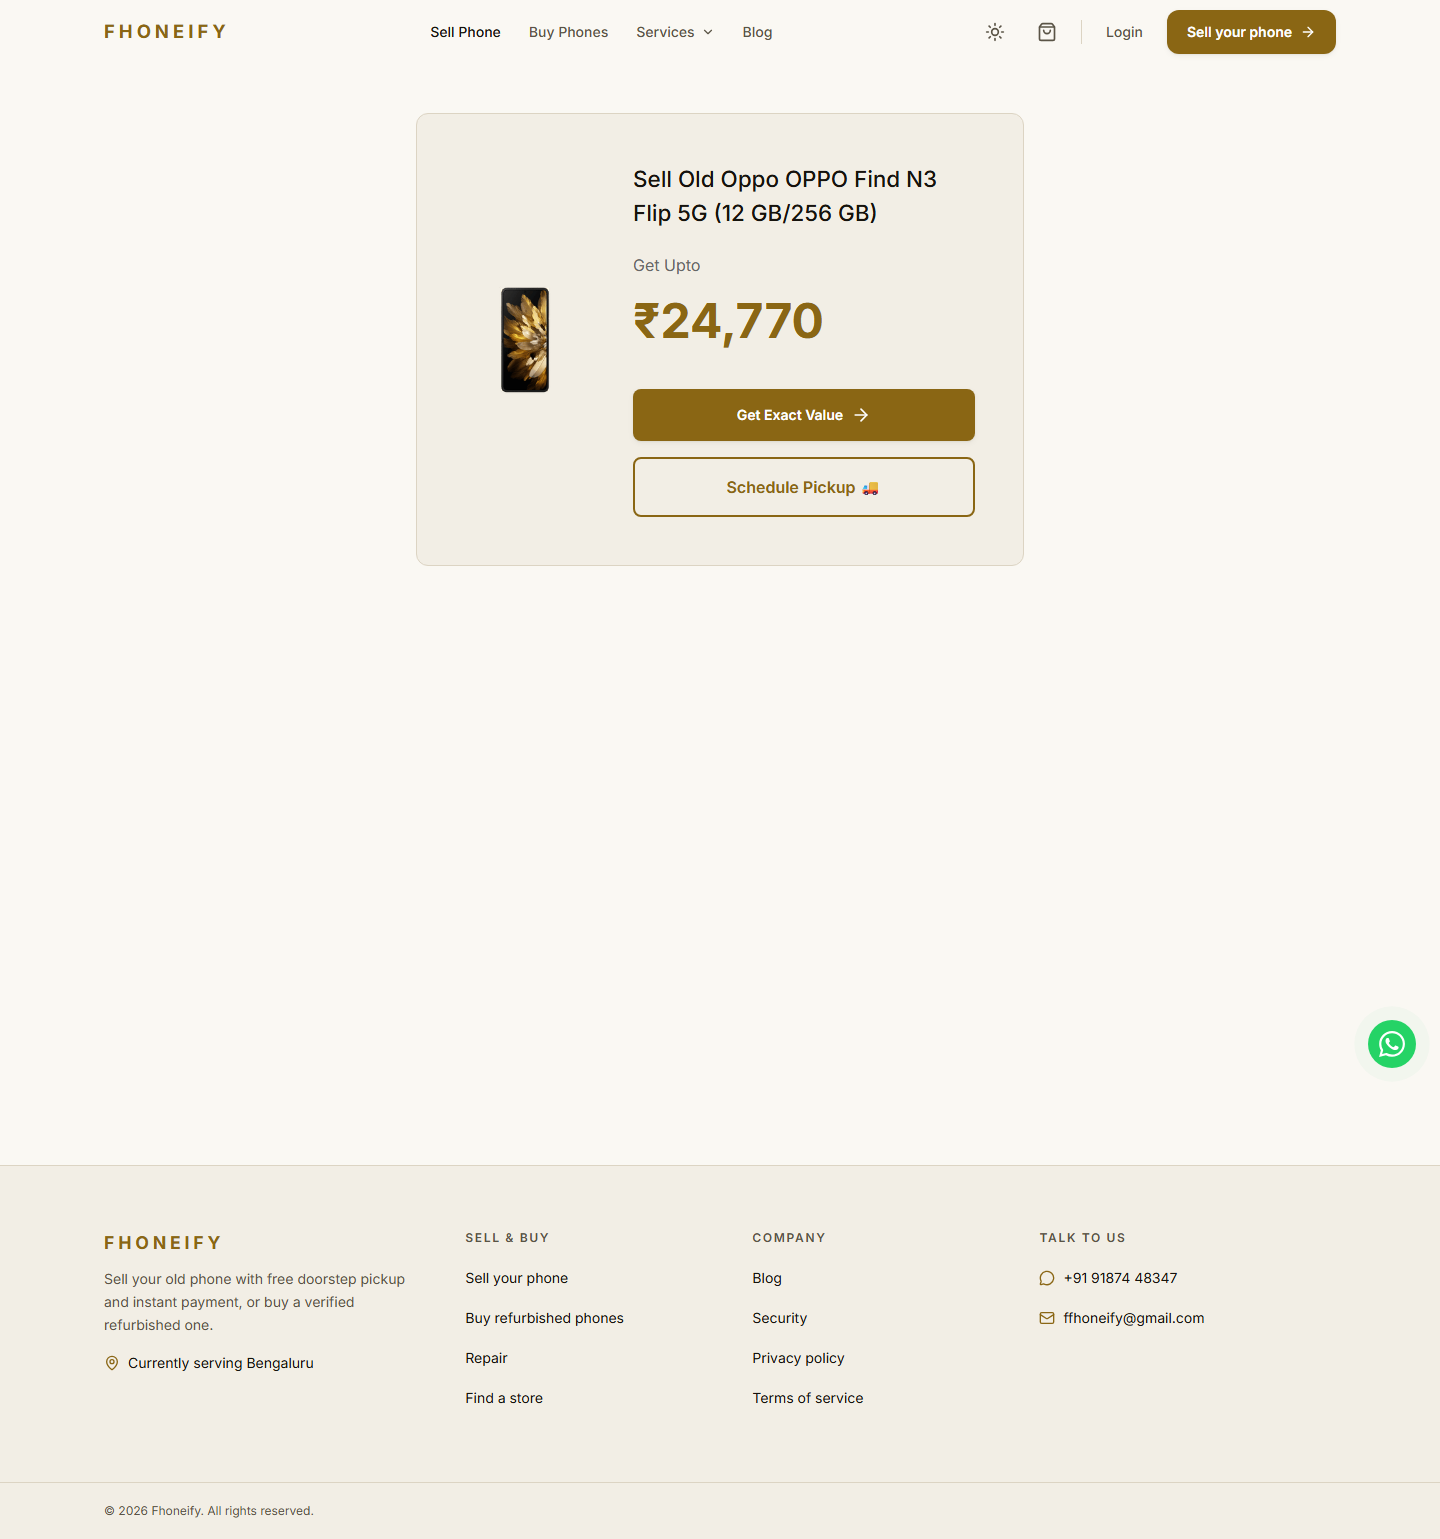 FHONEIFY
Sell Phone
Buy Phones
Services
Blog
Login
Sell your phone
Sell Old Oppo OPPO Find N3
Flip 5G (12 GB/256 GB)
Get Upto
₹24,770
Get Exact Value
Schedule Pickup 🚚
FHONEIFY
Sell your old phone with free doorstep pickup
and instant payment, or buy a verified
refurbished one.
Currently serving Bengaluru
SELL & BUY
Sell your phone
Buy refurbished phones
Repair
Find a store
COMPANY
Blog
Security
Privacy policy
Terms of service
TALK TO US
+91 91874 48347
ffhoneify@gmail.com
© 2026 Fhoneify. All rights reserved.